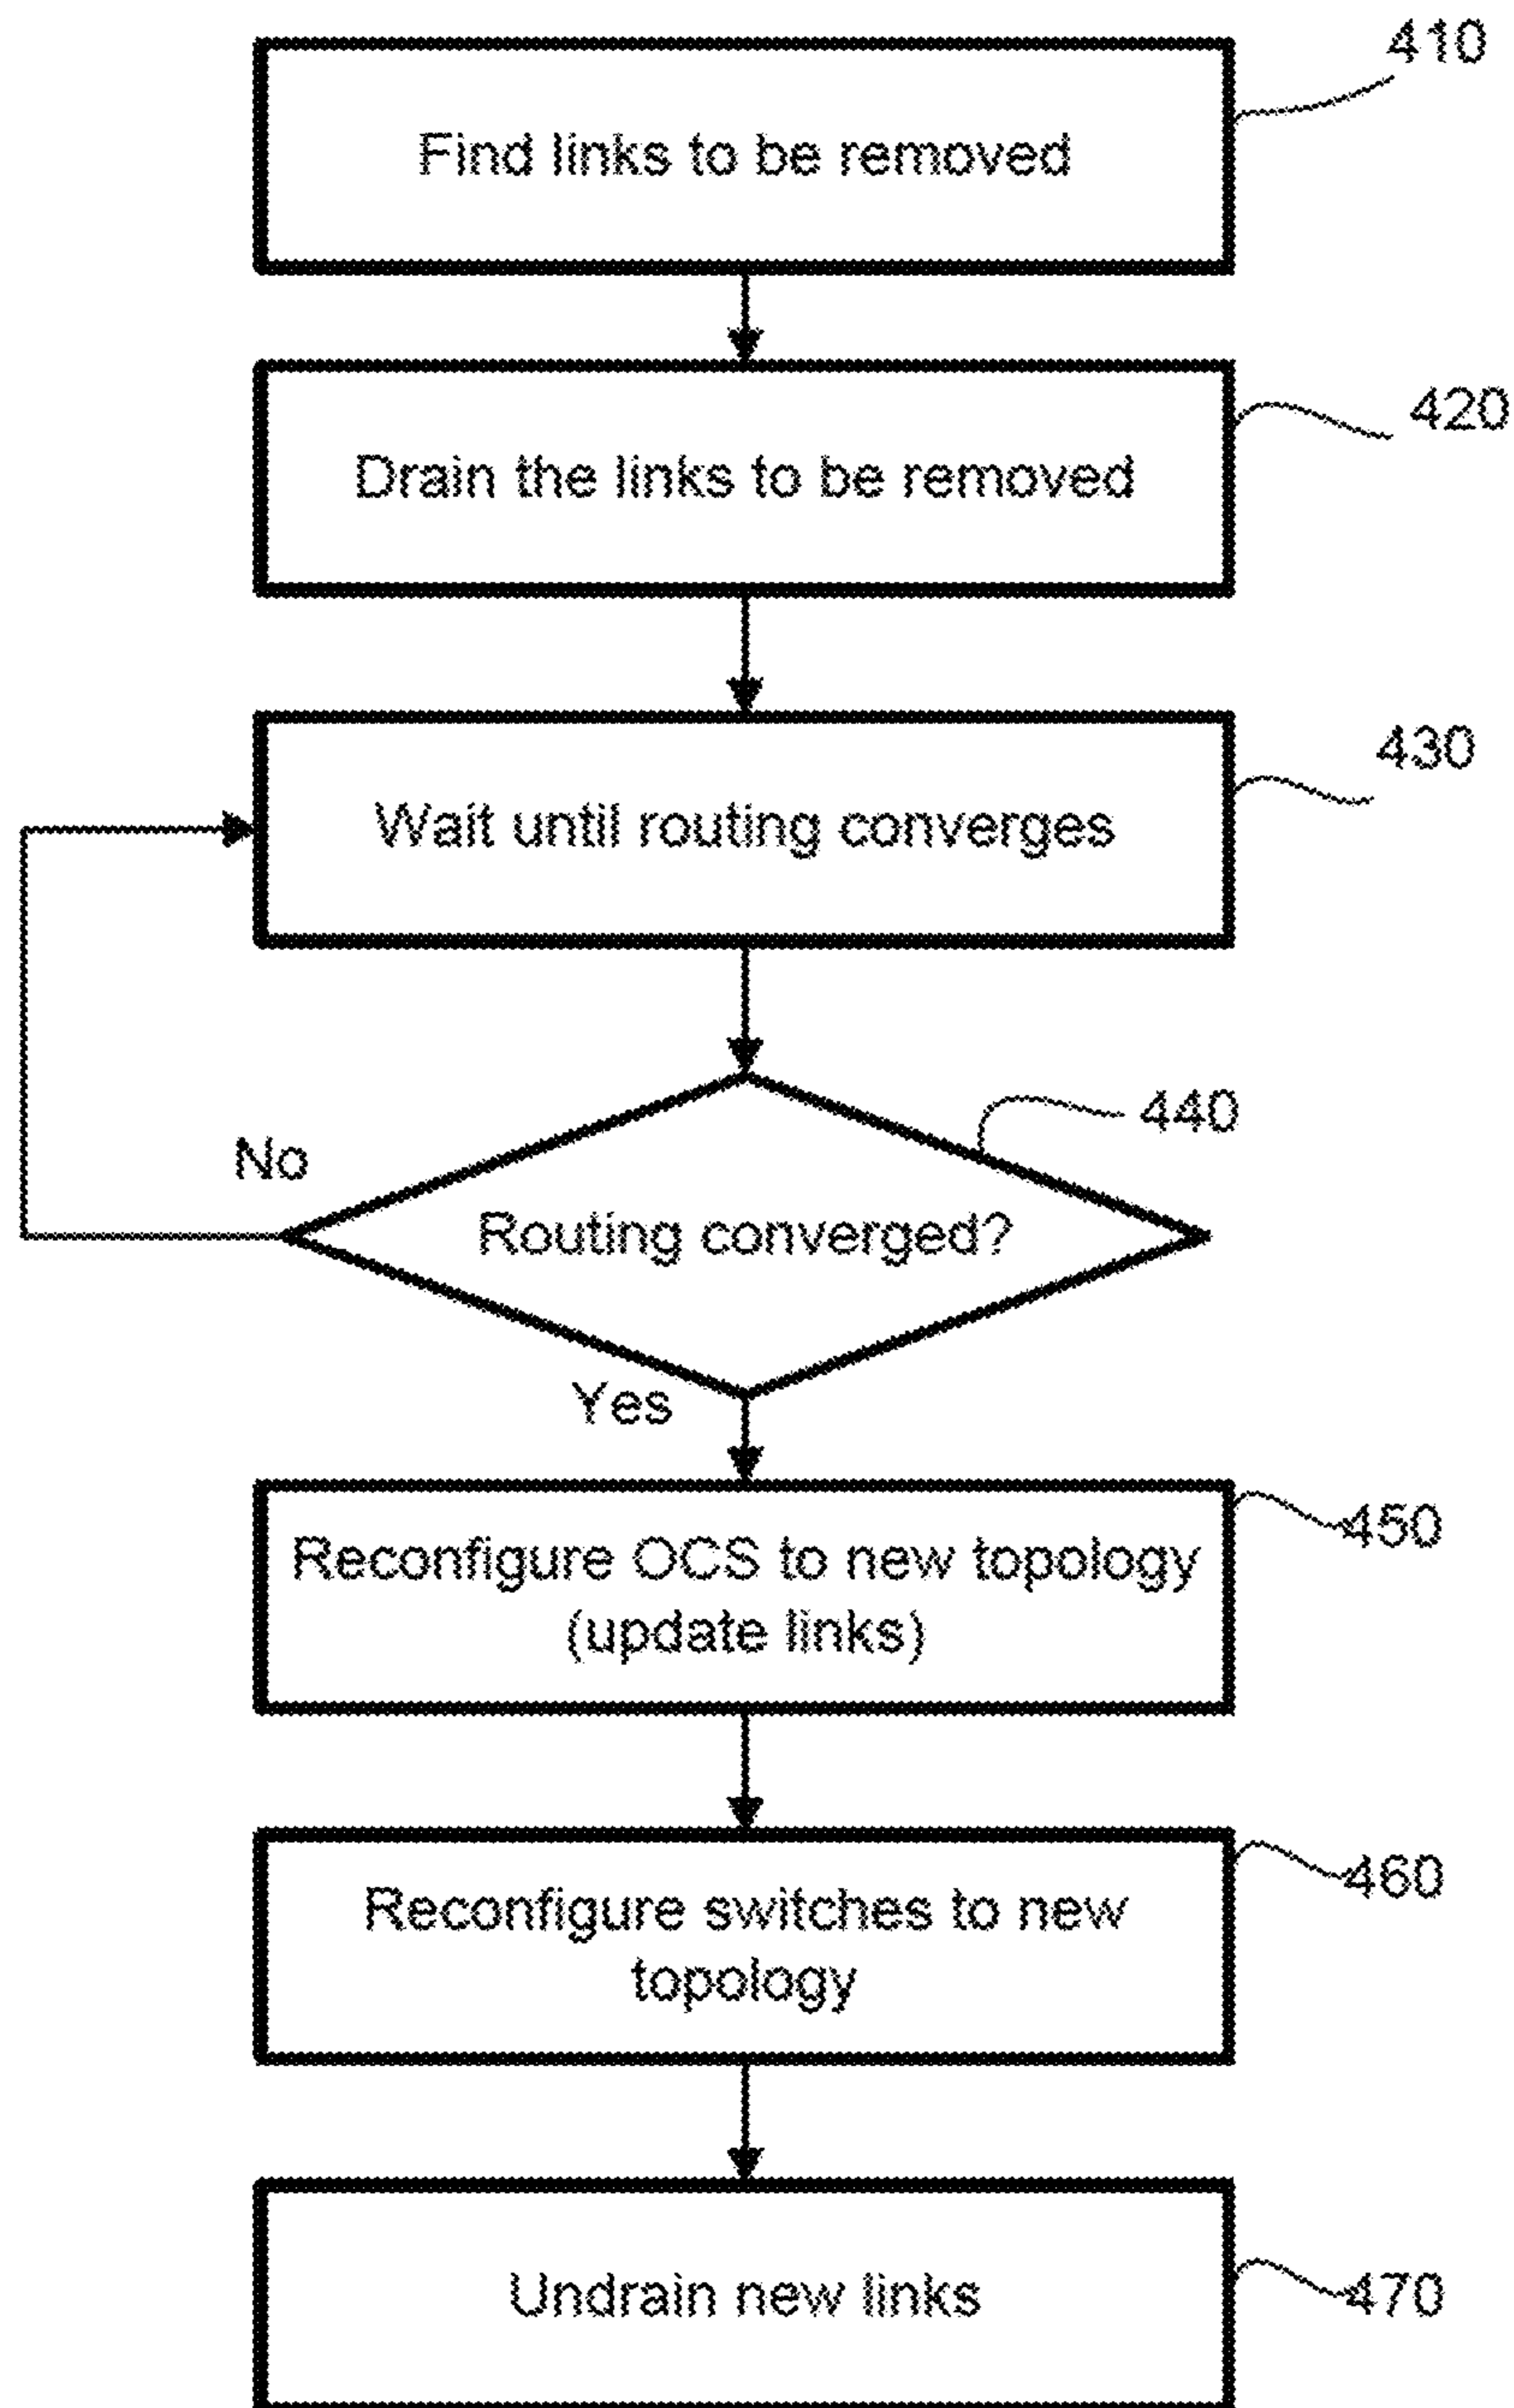 410
Find links to be removed
420
Drain the links to be removed
430
Wait until routing converges
440
No
Routing converged?
Yes
450
Reconfigure OCS to new topology
(update links)
460
Reconfigure switches to new
topology
470
Undrain new links